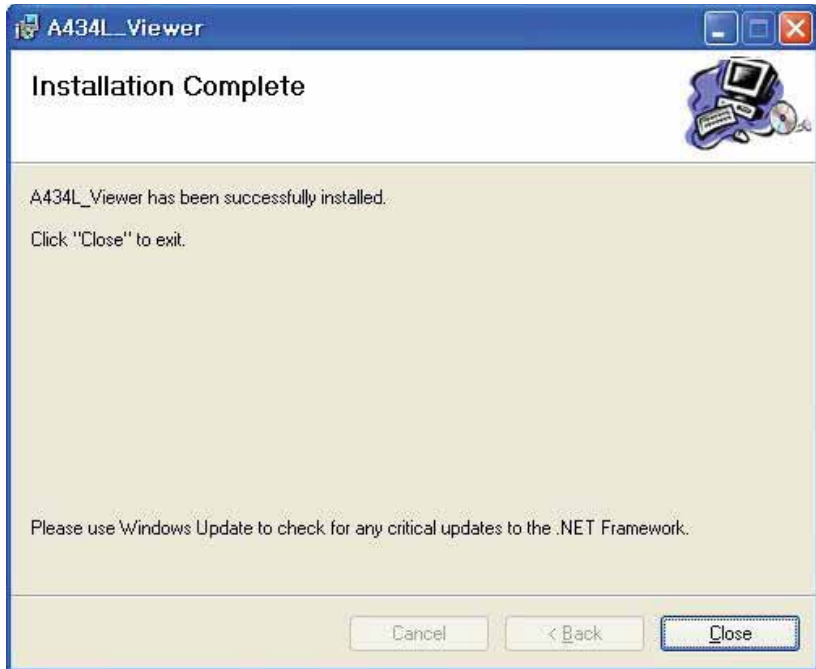 A434L_Viewer
Installation Complete
A434L_Viewer has been successfully installed.
Click "Close" to exit.
Please use Windows Update to check for any critical updates to the .NET Framework.
Cancel
< Back
Close